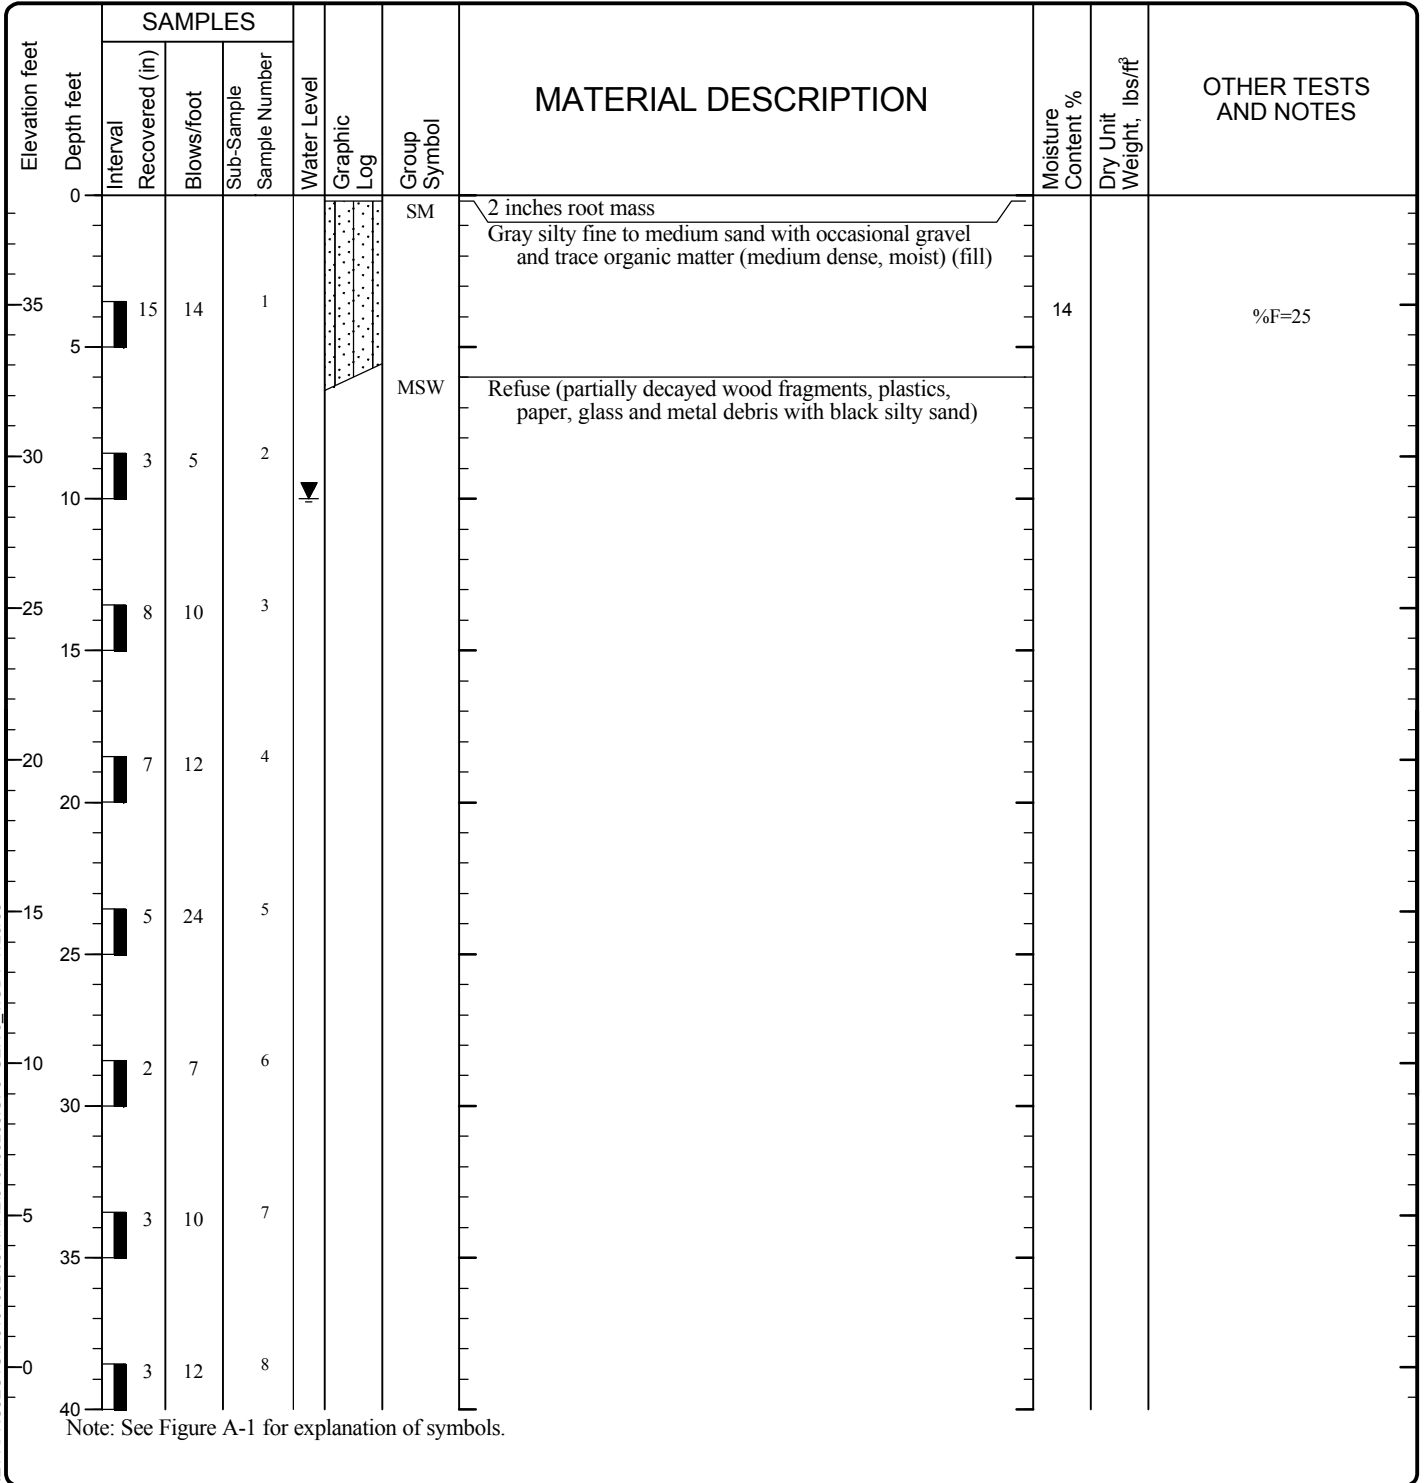 SAMPLES
Elevation feet
Depth feet
Interval
Recovered (in)
Blows/foot
Sub-Sample
Sample Number
Water Level
Graphic
Log
Group
Symbol
MATERIAL DESCRIPTION
Moisture
Content %
Dry Unit
Weight, lbs/ft³
OTHER TESTS
AND NOTES
0
SM
2 inches root mass
Gray silty fine to medium sand with occasional gravel
and trace organic matter (medium dense, moist) (fill)
35
15 14 1
14
%F=25
5
MSW
Refuse (partially decayed wood fragments, plastics,
paper, glass and metal debris with black silty sand)
30
3 5 2
10
25
8 10 3
15
20
7 12 4
20
15
5 24 5
25
10
2 7 6
30
5
3 10 7
35
0
3 12 8
40
Note: See Figure A-1 for explanation of symbols.